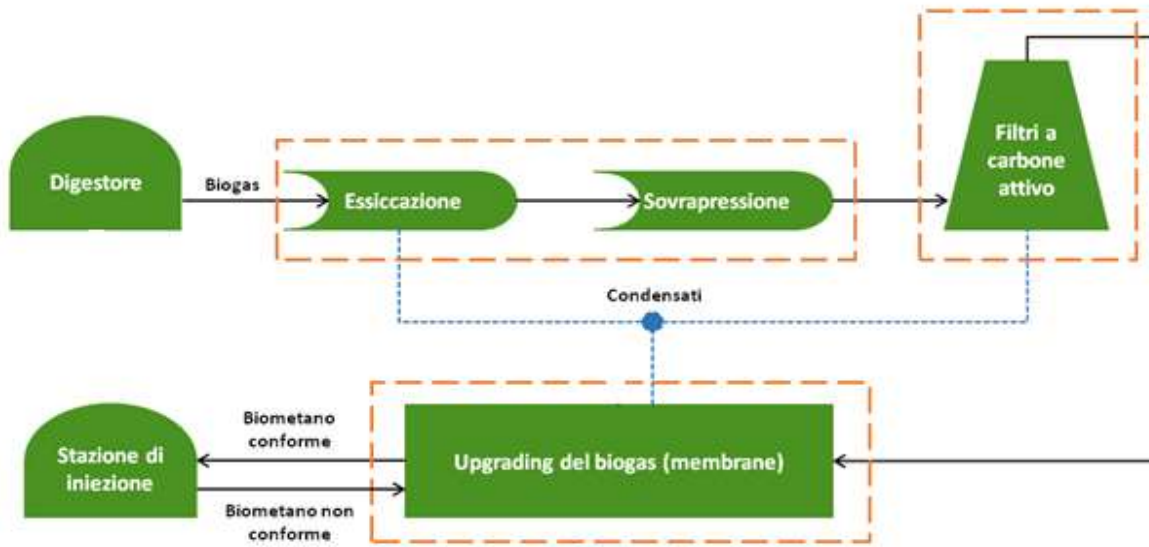 Digestore
Biogas
Essiccazione
Sovrapressione
Filtri a
carbone
attivo
Condensati
Stazione di
iniezione
Biometano
conforme
Biometano non
conforme
Upgrading del biogas (membrane)